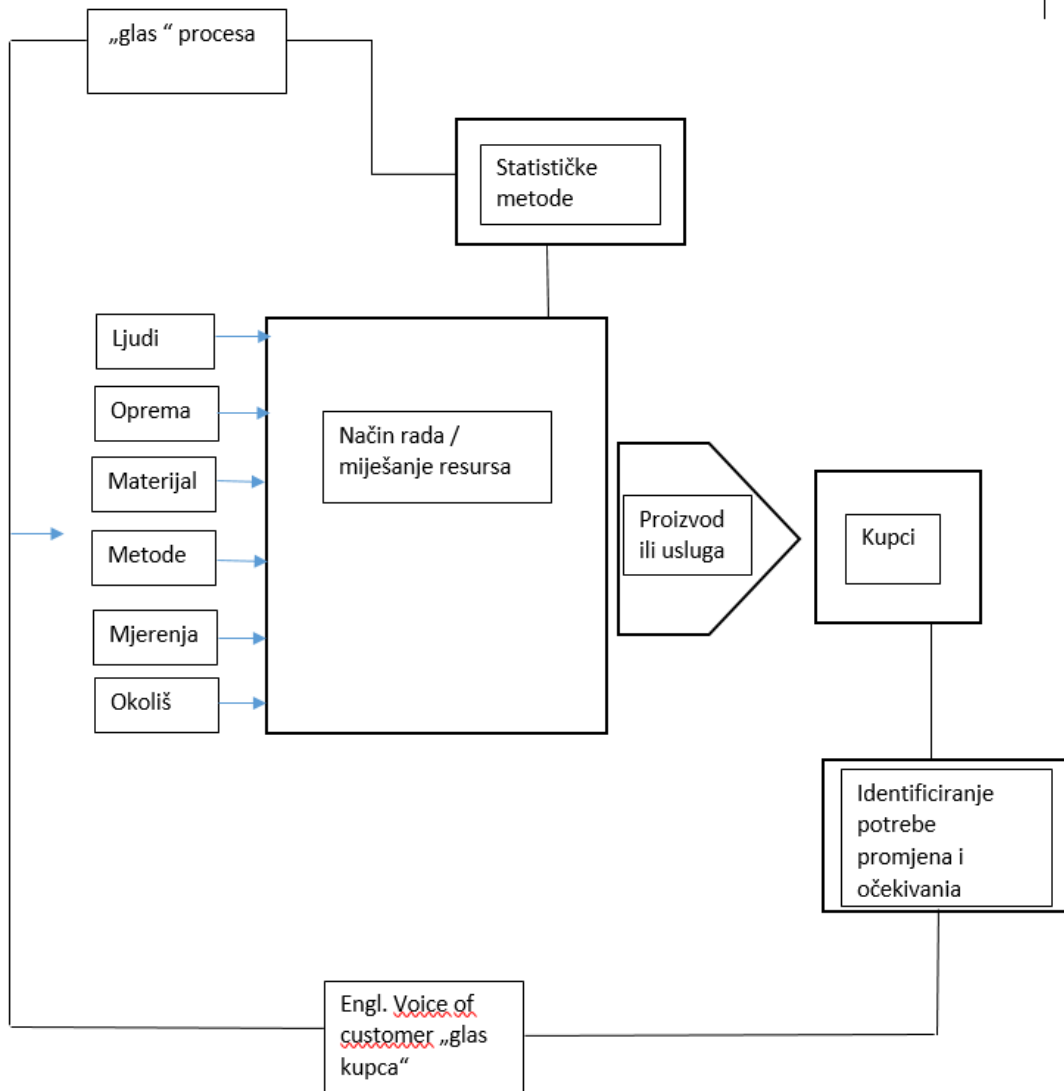 „glas “ procesa
Statističke
metode
Ljudi
Oprema
Materijal
Metode
Mjerenja
Okoliš
Način rada /
miješanje resursa
Proizvod
ili usluga
Kupci
Identificiranje
potrebe
promjena i
očekivania
Engl. Voice of
customer „glas
kupca“